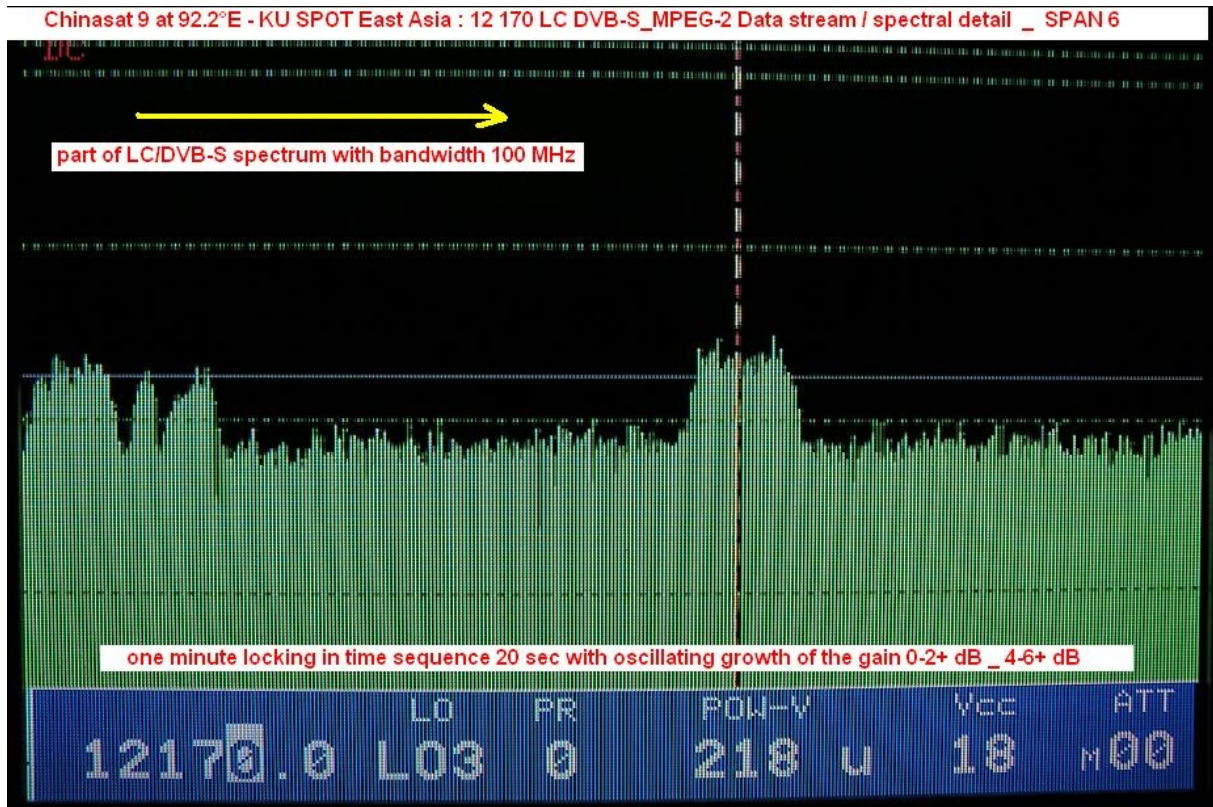 Chinasat 9 at 92.2°E - KU SPOT East Asia : 12 170 LC DVB-S_MPEG-2 Data stream / spectral detail _ SPAN 6
part of LC/DVB-S spectrum with bandwidth 100 MHz
one minute locking in time sequence 20 sec with oscillating growth of the gain 0-2+ dB _ 4-6+ dB
LO PR POW-V Vcc ATT
12170.0 LO3 0 218 u 18 M00